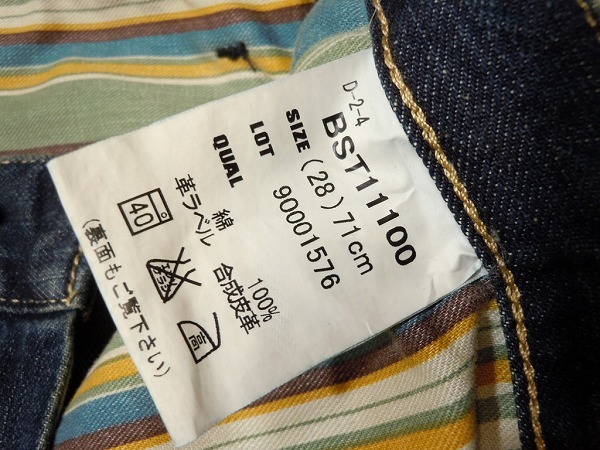 D-2-4
BST11100
SIZE (28) 71cm
LOT 90001576
QUAL
綿 100%
革ラベル 合成皮革
40
高
(裏面もご覧下さい)